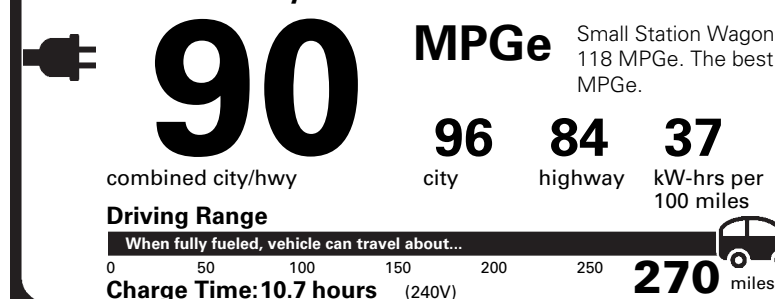 90
MPGe
Small Station Wagon
118 MPGe. The best
MPGe.
combined city/hwy
96
city
84
highway
37
kW-hrs per
100 miles
Driving Range
When fully fueled, vehicle can travel about...
0 50 100 150 200 250 270 miles
Charge Time: 10.7 hours (240V)